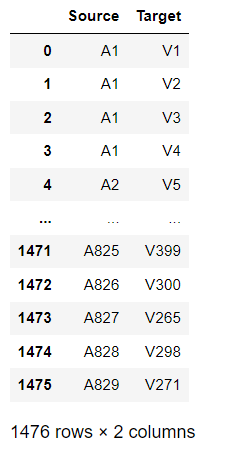 Source Target
0 A1 V1
1 A1 V2
2 A1 V3
3 A1 V4
4 A2 V5
... ... ...
1471 A825 V399
1472 A826 V300
1473 A827 V265
1474 A828 V298
1475 A829 V271
1476 rows × 2 columns